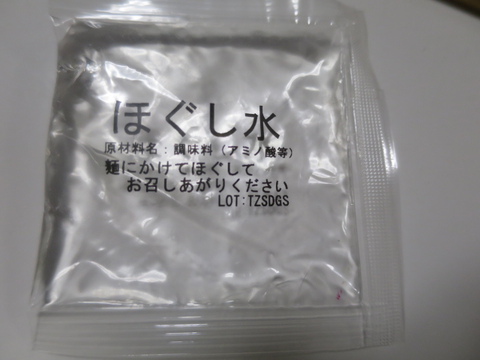 ほぐし水
原材料名：調味料（アミノ酸等）
麺にかけてほぐして
お召しあがりください
LOT:TZSDGS